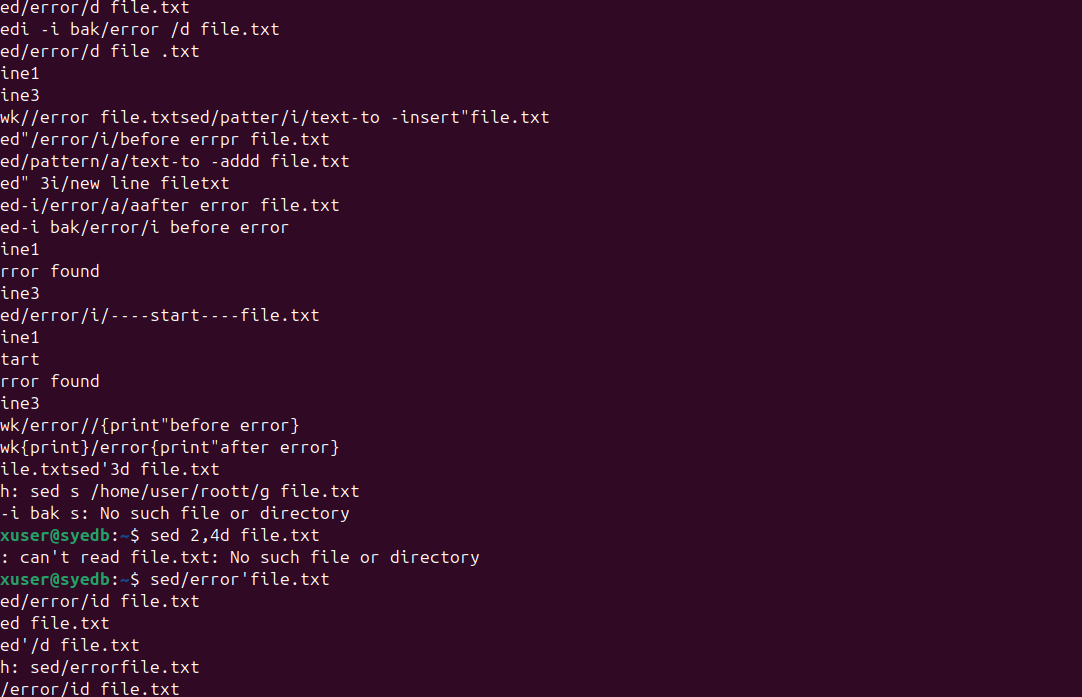 ed/error/d file.txt
edi -i bak/error /d file.txt
ed/error/d file .txt
ine1
ine3
wk//error file.txtsed/patter/i/text-to -insert"file.txt
ed"/error/i/before errpr file.txt
ed/pattern/a/text-to -addd file.txt
ed" 3i/new line filetxt
ed-i/error/a/aafter error file.txt
ed-i bak/error/i before error
ine1
rror found
ine3
ed/error/i/----start----file.txt
ine1
tart
rror found
ine3
wk/error//{print"before error}
wk{print}/error{print"after error}
ile.txtsed'3d file.txt
h: sed s /home/user/roott/g file.txt
-i bak s: No such file or directory
xuser@syedb:~$ sed 2,4d file.txt
: can't read file.txt: No such file or directory
xuser@syedb:~$ sed/error'file.txt
ed/error/id file.txt
ed file.txt
ed'/d file.txt
h: sed/errorfile.txt
/error/id file.txt